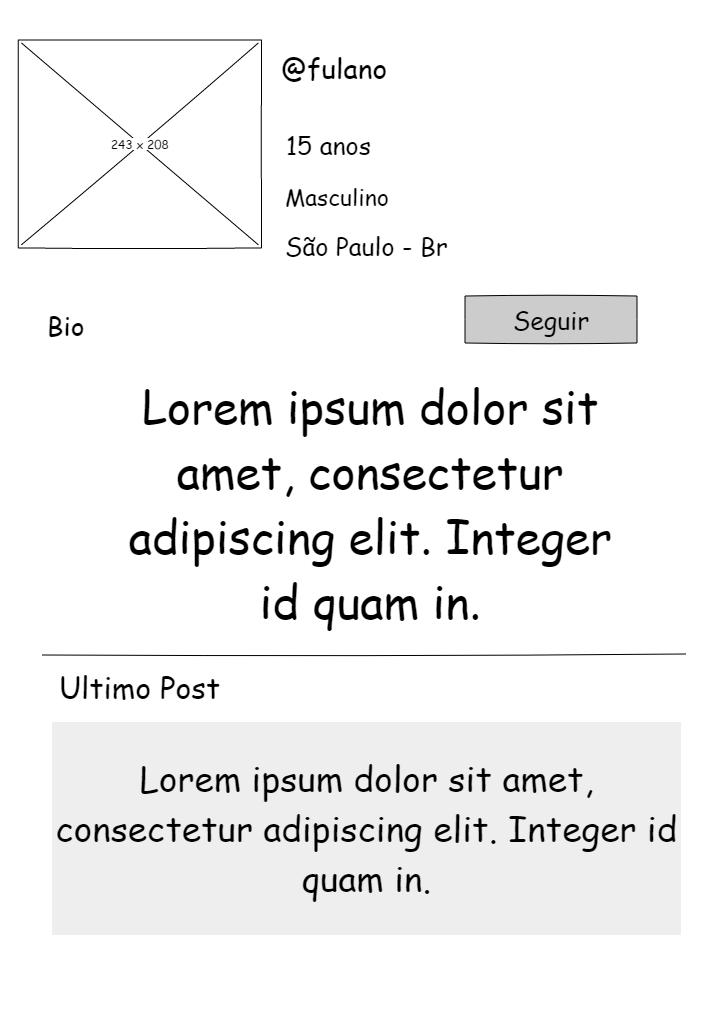 @fulano
243 x 208
15 anos
Masculino
São Paulo - Br
Seguir
Bio
Lorem ipsum dolor sit
amet, consectetur
adipiscing elit. Integer
id quam in.
Ultimo Post
Lorem ipsum dolor sit amet,
consectetur adipiscing elit. Integer id
quam in.